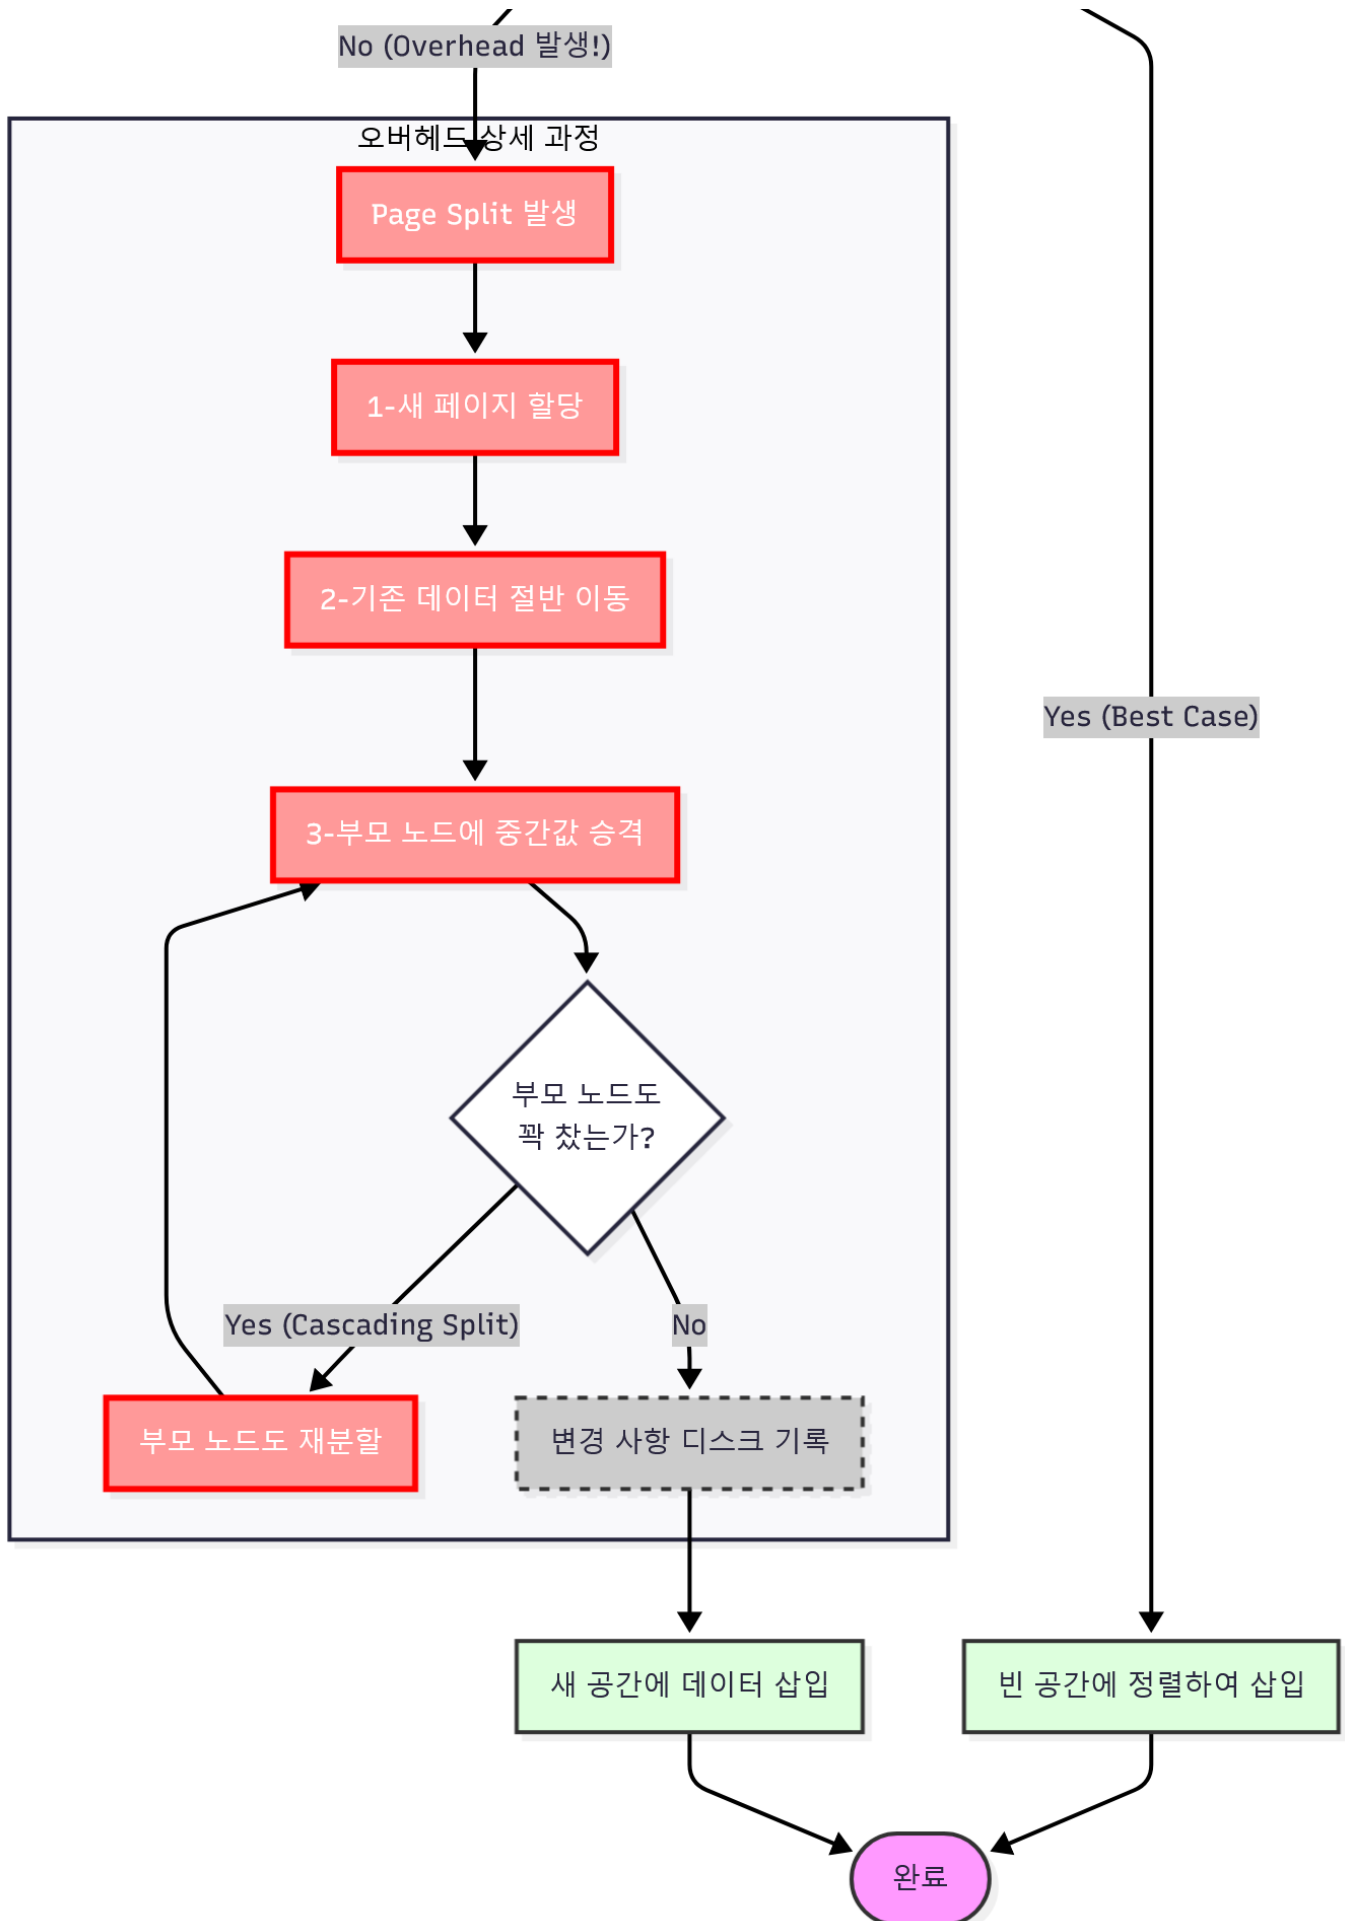 No (Overhead 발생!)
오버헤드 상세 과정
Page Split 발생
1-새 페이지 할당
2-기존 데이터 절반 이동
Yes (Best Case)
3-부모 노드에 중간값 승격
부모 노드도
꽉 찼는가?
Yes (Cascading Split)
No
부모 노드도 재분할
변경 사항 디스크 기록
새 공간에 데이터 삽입
빈 공간에 정렬하여 삽입
완료